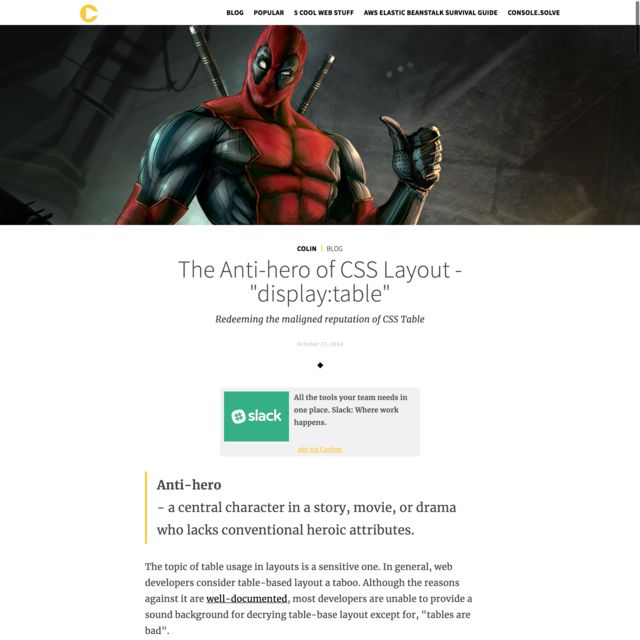 BLOG POPULAR 5 COOL WEB STUFF AWS ELASTIC BEANSTALK SURVIVAL GUIDE CONSOLE.SOLVE
COLIN | BLOG
The Anti-hero of CSS Layout -
"display:table"
Redeeming the maligned reputation of CSS Table
October 27, 2014
slack
All the tools your team needs in
one place. Slack: Where work
happens.
ads via Carbon
Anti-hero
- a central character in a story, movie, or drama
who lacks conventional heroic attributes.
The topic of table usage in layouts is a sensitive one. In general, web
developers consider table-based layout a taboo. Although the reasons
against it are well-documented, most developers are unable to provide a
sound background for decrying table-base layout except for, "tables are
bad".